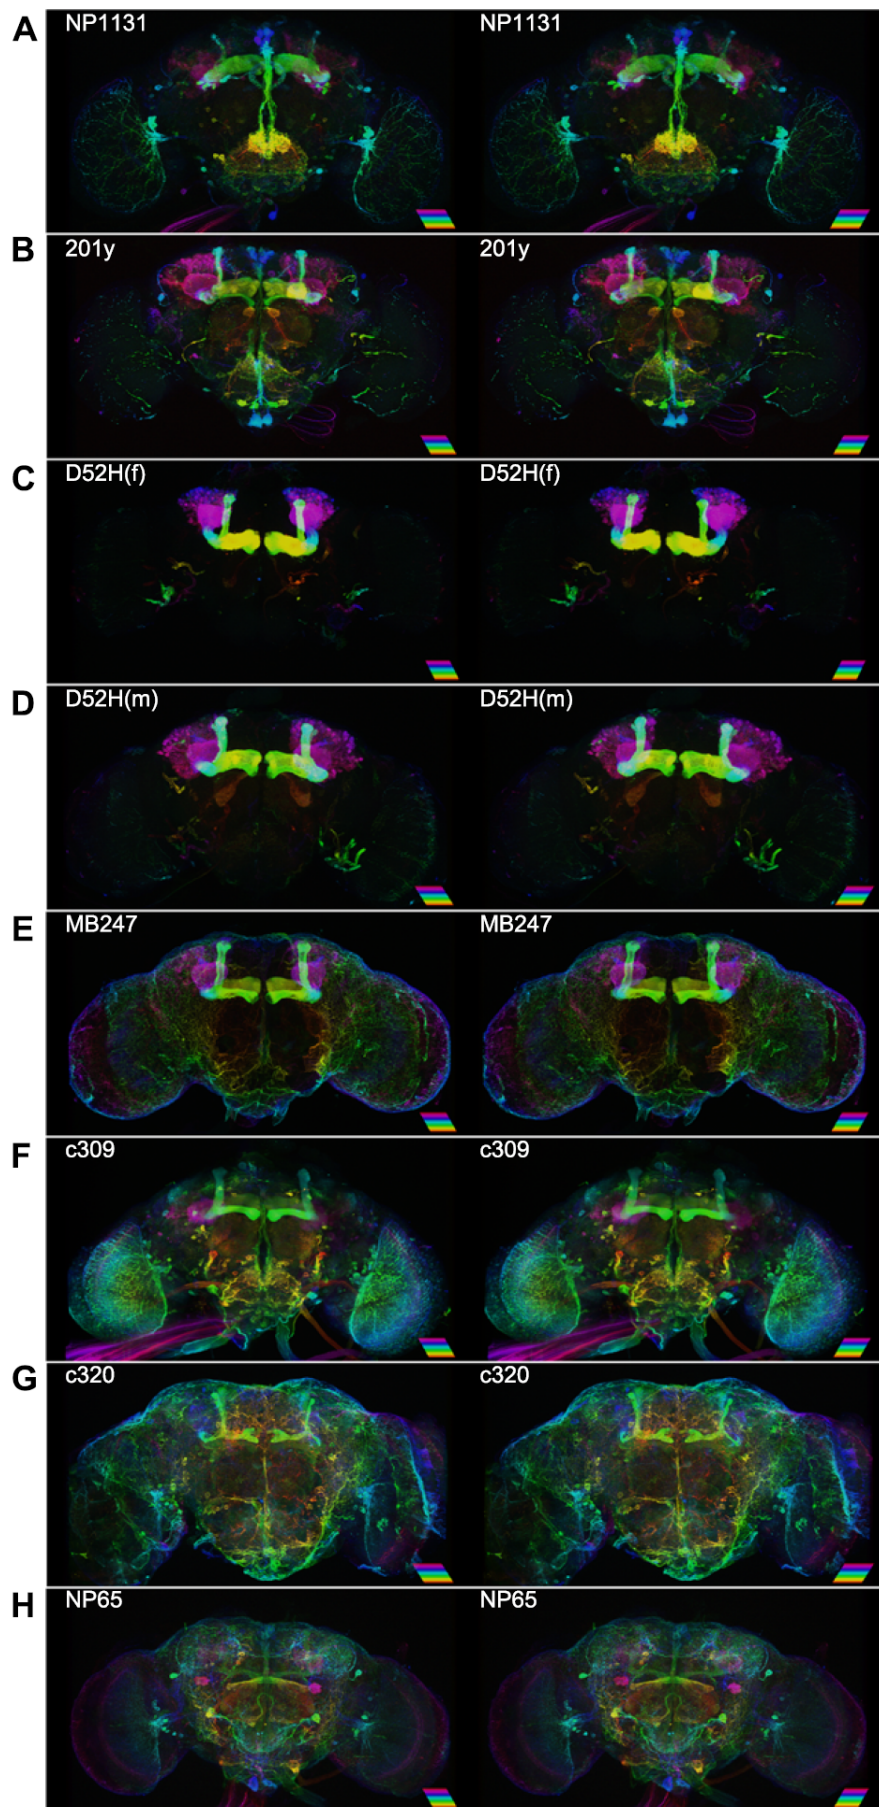 A NP1131 NP1131
B 201y 201y
C D52H(f) D52H(f)
D D52H(m) D52H(m)
E MB247 MB247
F c309 c309
G c320 c320
H NP65 NP65